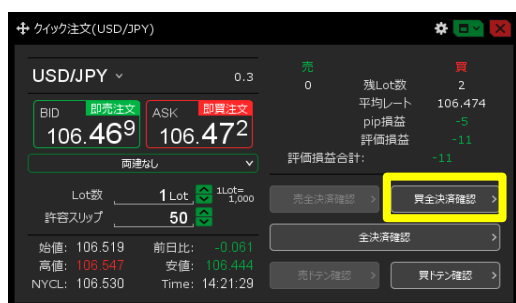 クイック注文(USD/JPY)
USD/JPY
0.3
BID 即売注文
106.469
ASK 即買注文
106.472
両建なし
Lot数 1 Lot 1Lot=1,000
許容スリップ 50
始値: 106.519 前日比: -0.061
高値: 106.547 安値: 106.444
NYCL: 106.530 Time: 14:21:29
売 買
0 残Lot数 2
平均レート 106.474
pip損益 -5
評価損益 -11
評価損益合計: -11
売全決済確認 買全決済確認
全決済確認
売ドテン確認 買ドテン確認